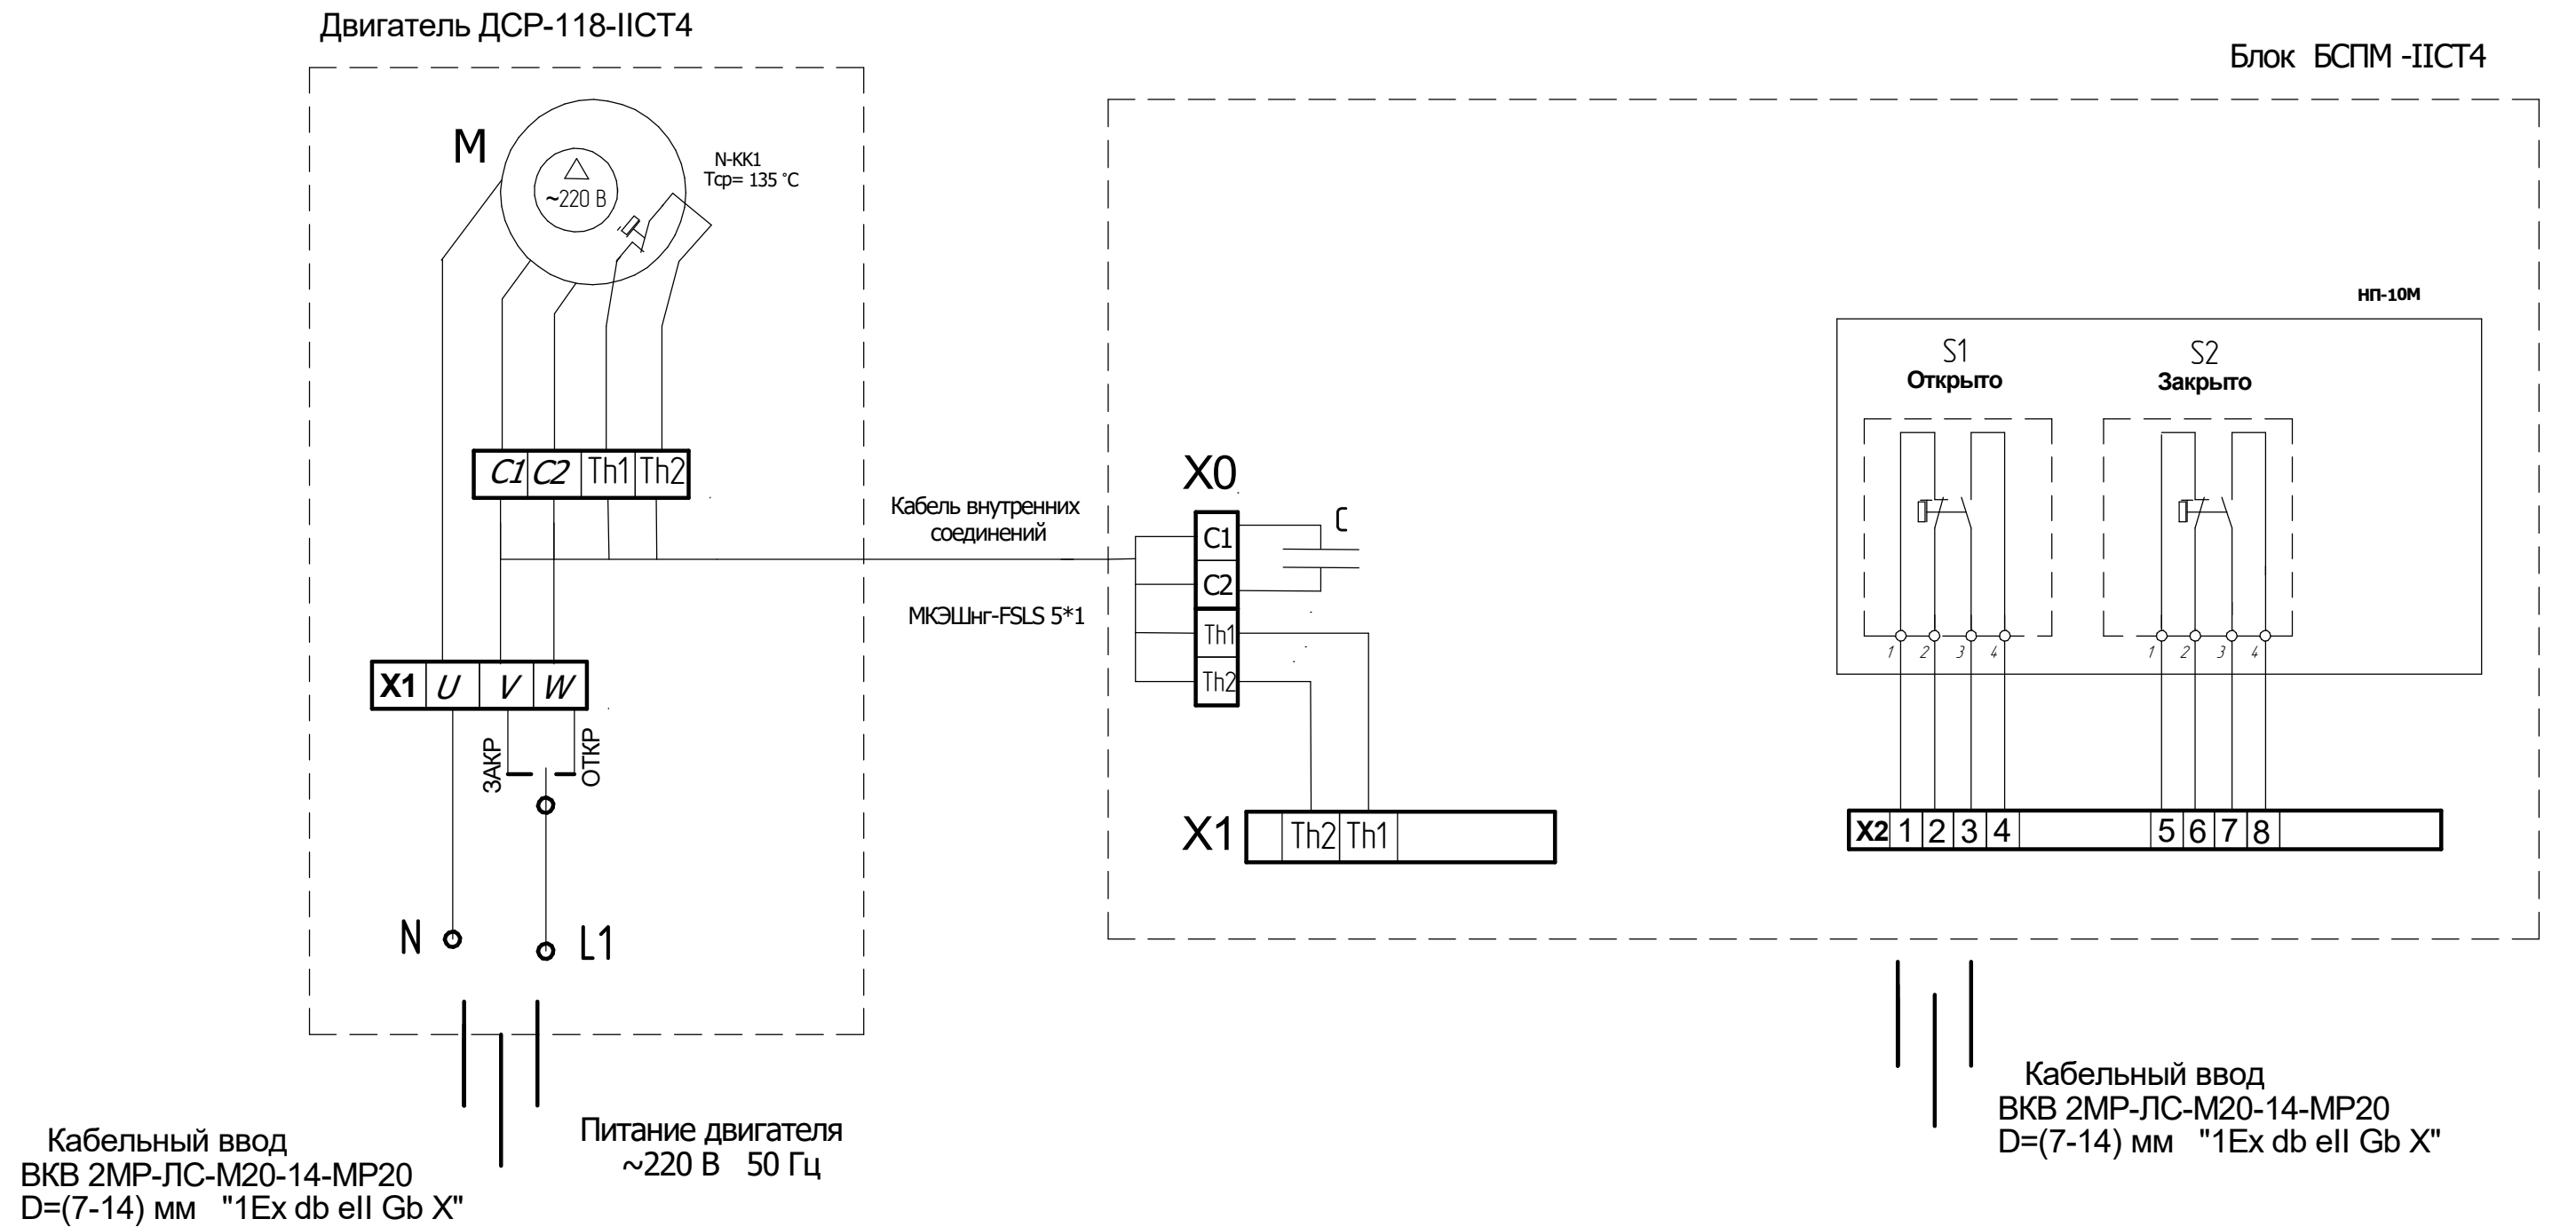 Двигатель ДСР-118-IICT4
Блок БСПМ -IICT4
M
N-KK1
Тср= 135 °C
~220 В
НП-10М
S1
Открыто
S2
Закрыто
C1 C2 Th1 Th2
X0
Кабель внутренних
соединений
C
C1
C2
МКЭШнг-FSLS 5*1
Th1
Th2
1 2 3 4
1 2 3 4
X1 U V W
ЗАКР
ОТКР
X1 Th2 Th1
X2 1 2 3 4 5 6 7 8
N
L1
Кабельный ввод
ВКВ 2МР-ЛС-М20-14-МР20
D=(7-14) мм "1Ex db ell Gb X"
Питание двигателя
~220 В 50 Гц
Кабельный ввод
ВКВ 2МР-ЛС-М20-14-МР20
D=(7-14) мм "1Ex db ell Gb X"